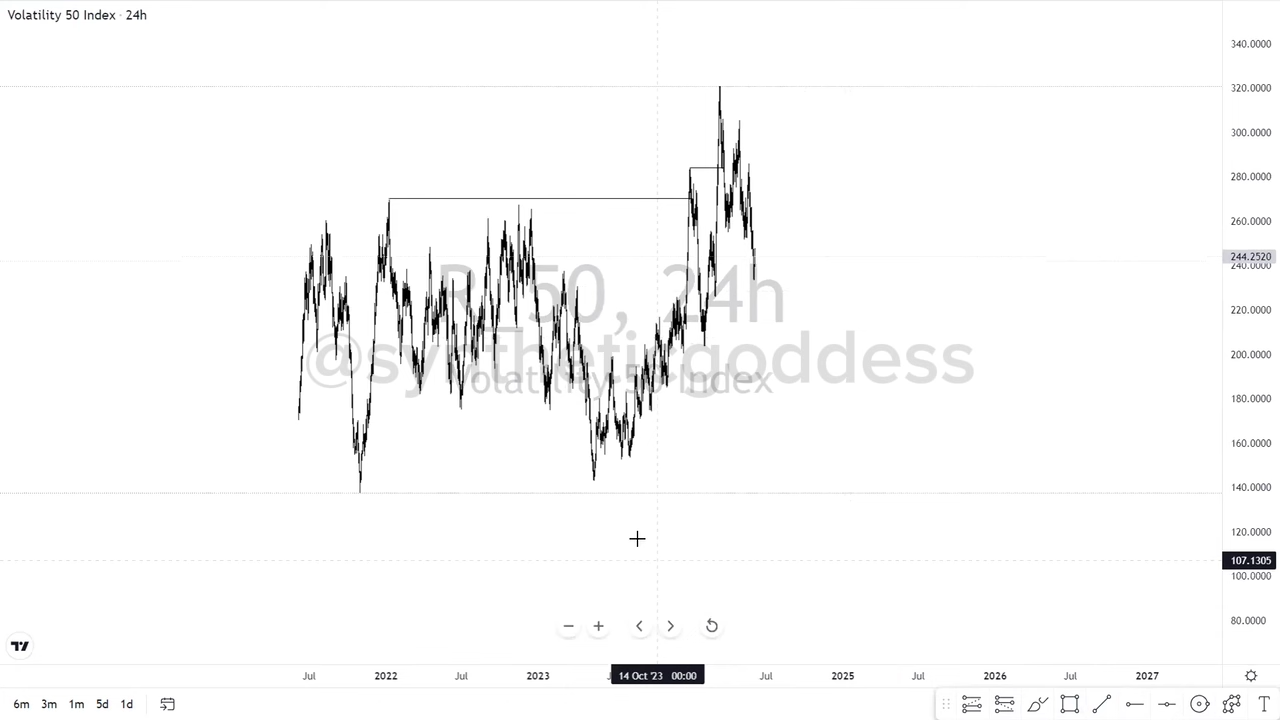 Volatility 50 Index · 24h
340.0000
320.0000
300.0000
280.0000
260.0000
244.2520
240.0000
220.0000
200.0000
180.0000
160.0000
140.0000
120.0000
107.1305
100.0000
80.0000
R_50, 24h
@syntheticgoddess
Volatility 50 Index
Jul 2022 Jul 2023 14 Oct '23 00:00 Jul 2025 Jul 2026 Jul 2027
6m 3m 1m 5d 1d